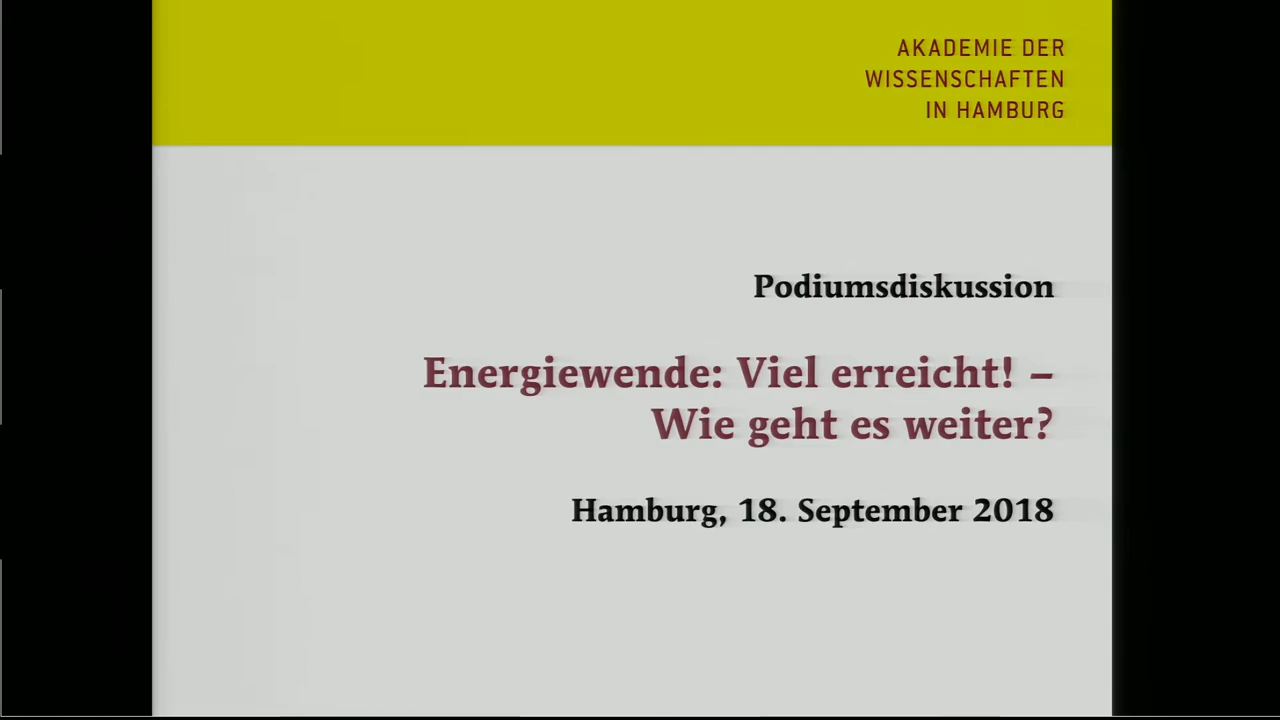 AKADEMIE DER
WISSENSCHAFTEN
IN HAMBURG
Podiumsdiskussion
Energiewende: Viel erreicht! –
Wie geht es weiter?
Hamburg, 18. September 2018